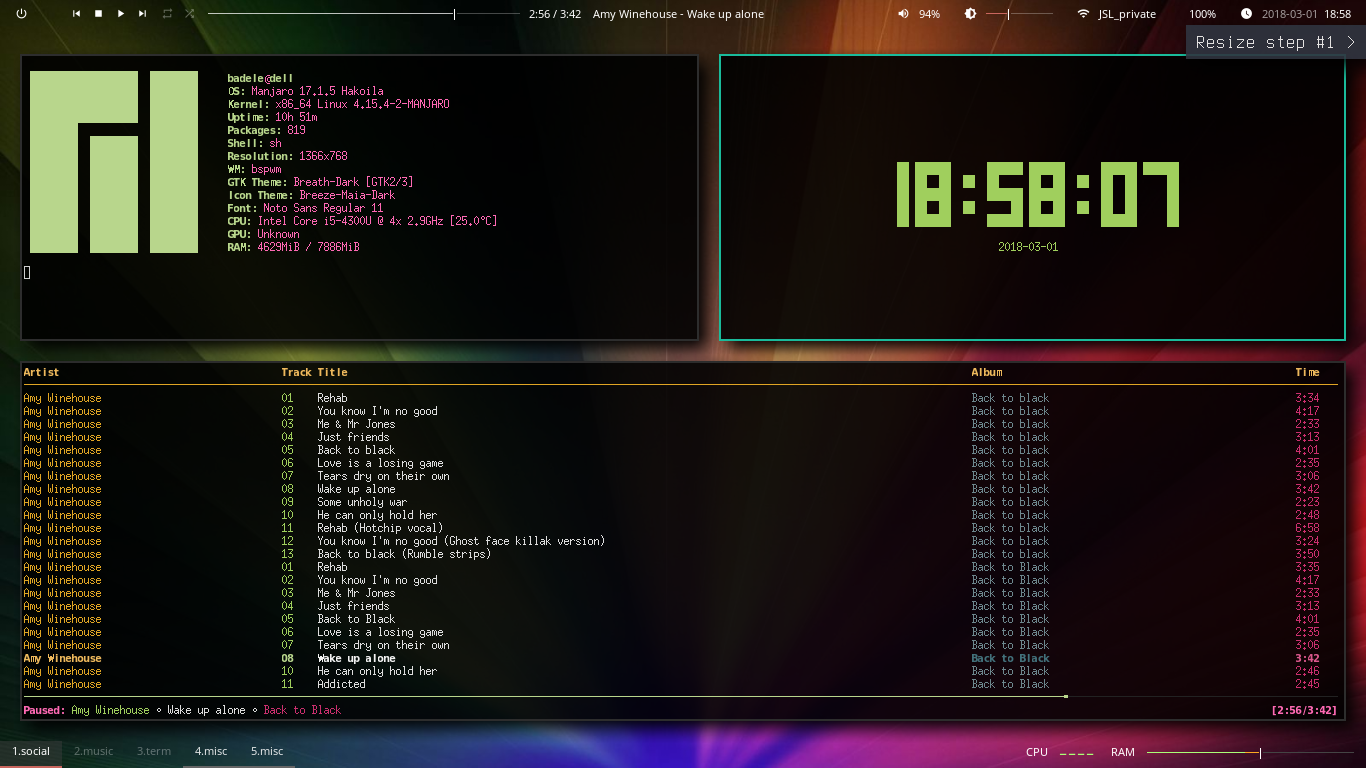 2:56 / 3:42 Amy Winehouse - Wake up alone 94% JSL_private 100% 2018-03-01 18:58
Resize step #1
badele@dell
OS: Manjaro 17.1.5 Hakoila
Kernel: x86_64 Linux 4.15.4-2-MANJARO
Uptime: 10h 51m
Packages: 819
Shell: sh
Resolution: 1366x768
WM: bspwm
GTK Theme: Breath-Dark [GTK2/3]
Icon Theme: Breeze-Maia-Dark
Font: Noto Sans Regular 11
CPU: Intel Core i5-4300U @ 4x 2.9GHz [25.0°C]
GPU: Unknown
RAM: 4629MiB / 7886MiB
18:58:07
2018-03-01
Artist Track Title Album Time
Amy Winehouse 01 Rehab Back to black 3:34
Amy Winehouse 02 You know I'm no good Back to black 4:17
Amy Winehouse 03 Me & Mr Jones Back to black 2:33
Amy Winehouse 04 Just friends Back to black 3:13
Amy Winehouse 05 Back to black Back to black 4:01
Amy Winehouse 06 Love is a losing game Back to black 2:35
Amy Winehouse 07 Tears dry on their own Back to black 3:06
Amy Winehouse 08 Wake up alone Back to black 3:42
Amy Winehouse 09 Some unholy war Back to black 2:23
Amy Winehouse 10 He can only hold her Back to black 2:48
Amy Winehouse 11 Rehab (Hotchip vocal) Back to black 6:58
Amy Winehouse 12 You know I'm no good (Ghost face killak version) Back to black 3:24
Amy Winehouse 13 Back to black (Rumble strips) Back to black 3:50
Amy Winehouse 01 Rehab Back to Black 3:35
Amy Winehouse 02 You know I'm no good Back to Black 4:17
Amy Winehouse 03 Me & Mr Jones Back to Black 2:33
Amy Winehouse 04 Just friends Back to Black 3:13
Amy Winehouse 05 Back to Black Back to Black 4:01
Amy Winehouse 06 Love is a losing game Back to Black 2:35
Amy Winehouse 07 Tears dry on their own Back to Black 3:06
Amy Winehouse 08 Wake up alone Back to Black 3:42
Amy Winehouse 10 He can only hold her Back to Black 2:46
Amy Winehouse 11 Addicted Back to Black 2:45
Paused: Amy Winehouse ⋄ Wake up alone ⋄ Back to Black [2:56/3:42]
1.social 2.music 3.term 4.misc 5.misc CPU RAM